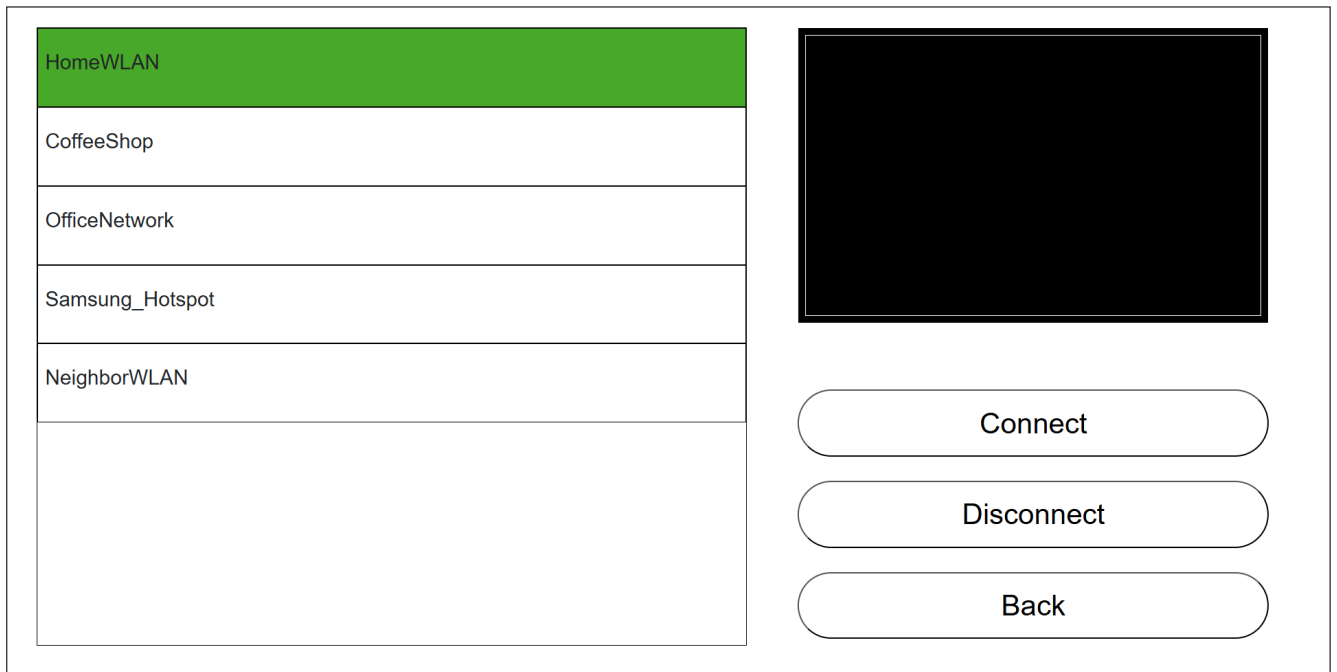 HomeWLAN
CoffeeShop
OfficeNetwork
Samsung_Hotspot
NeighborWLAN
Connect
Disconnect
Back